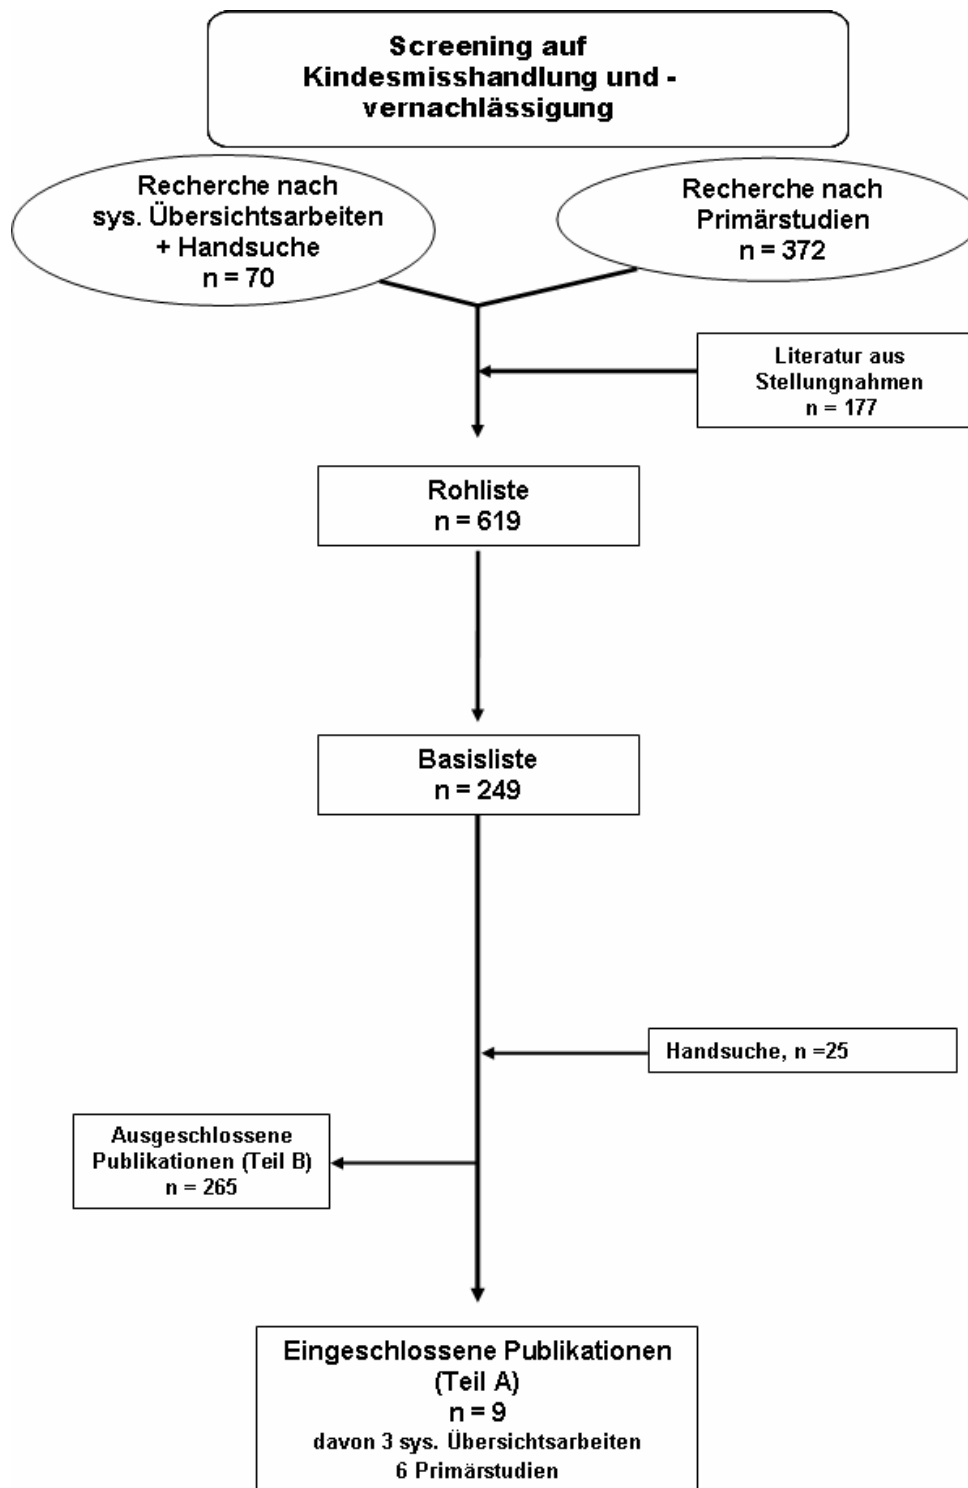 Screening auf
Kindesmisshandlung und -
vernachlässigung
Recherche nach
sys. Übersichtsarbeiten
+ Handsuche
n = 70
Recherche nach
Primärstudien
n = 372
Literatur aus
Stellungnahmen
n = 177
Rohliste
n = 619
Basisliste
n = 249
Handsuche, n =25
Ausgeschlossene
Publikationen (Teil B)
n = 265
Eingeschlossene Publikationen
(Teil A)
n = 9
davon 3 sys. Übersichtsarbeiten
6 Primärstudien